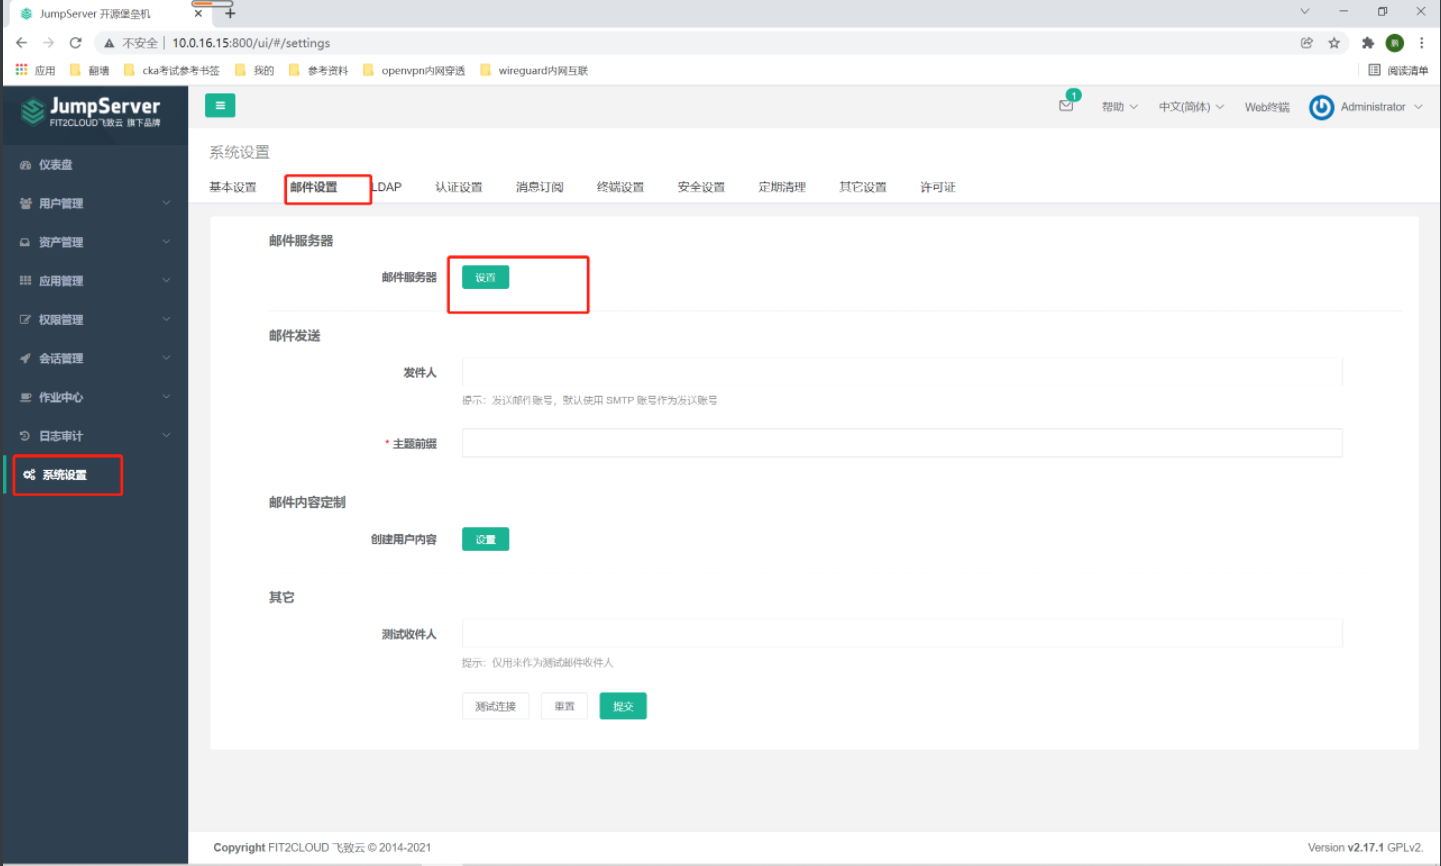 JumpServer 开源堡垒机
不安全 | 10.0.16.15:800/ui/#/settings
应用 翻墙 cka考试参考书签 我的 参考资料 openvpn内网穿透 wireguard内网互联 阅读清单
JumpServer
FIT2CLOUD飞致云 旗下品牌
1
帮助 中文(简体) Web终端 Administrator
仪表盘
用户管理
资产管理
应用管理
权限管理
会话管理
作业中心
日志审计
系统设置
系统设置
基本设置 邮件设置 LDAP 认证设置 消息订阅 终端设置 安全设置 定期清理 其它设置 许可证
邮件服务器
邮件服务器 设置
邮件发送
发件人
提示：发送邮件账号，默认使用 SMTP 账号作为发送账号
* 主题前缀
邮件内容定制
创建用户内容 设置
其它
测试收件人
提示：仅用来作为测试邮件收件人
测试连接 重置 提交
Copyright FIT2CLOUD 飞致云 © 2014-2021
Version v2.17.1 GPLv2.